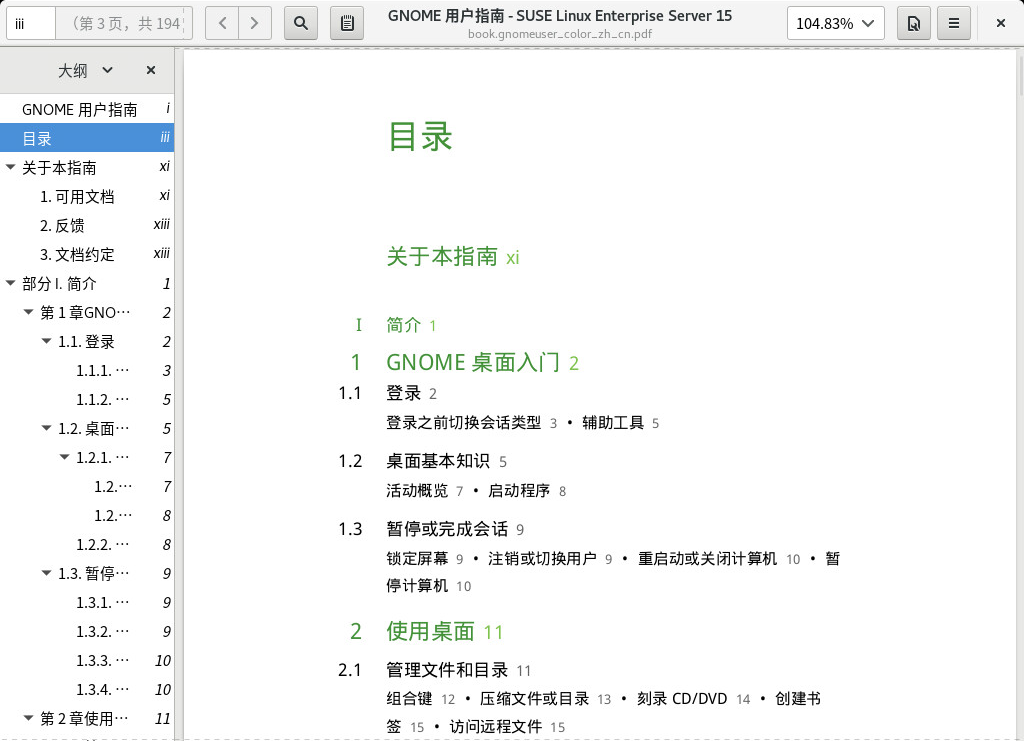 iii
（第 3 页，共 194
GNOME 用户指南 - SUSE Linux Enterprise Server 15
book.gnomeuser_color_zh_cn.pdf
104.83%
大纲
GNOME 用户指南 i
目录 iii
关于本指南 xi
1. 可用文档 xi
2. 反馈 xiii
3. 文档约定 xiii
部分 I. 简介 1
第 1 章GNO… 2
1.1. 登录 2
1.1.1. … 3
1.1.2. … 5
1.2. 桌面… 5
1.2.1. … 7
1.2.… 7
1.2.… 8
1.2.2. … 8
1.3. 暂停… 9
1.3.1. … 9
1.3.2. … 9
1.3.3. … 10
1.3.4. … 10
第 2 章使用… 11
目录
关于本指南 xi
I 简介 1
1 GNOME 桌面入门 2
1.1 登录 2
登录之前切换会话类型 3 • 辅助工具 5
1.2 桌面基本知识 5
活动概览 7 • 启动程序 8
1.3 暂停或完成会话 9
锁定屏幕 9 • 注销或切换用户 9 • 重启动或关闭计算机 10 • 暂
停计算机 10
2 使用桌面 11
2.1 管理文件和目录 11
组合键 12 • 压缩文件或目录 13 • 刻录 CD/DVD 14 • 创建书
签 15 • 访问远程文件 15